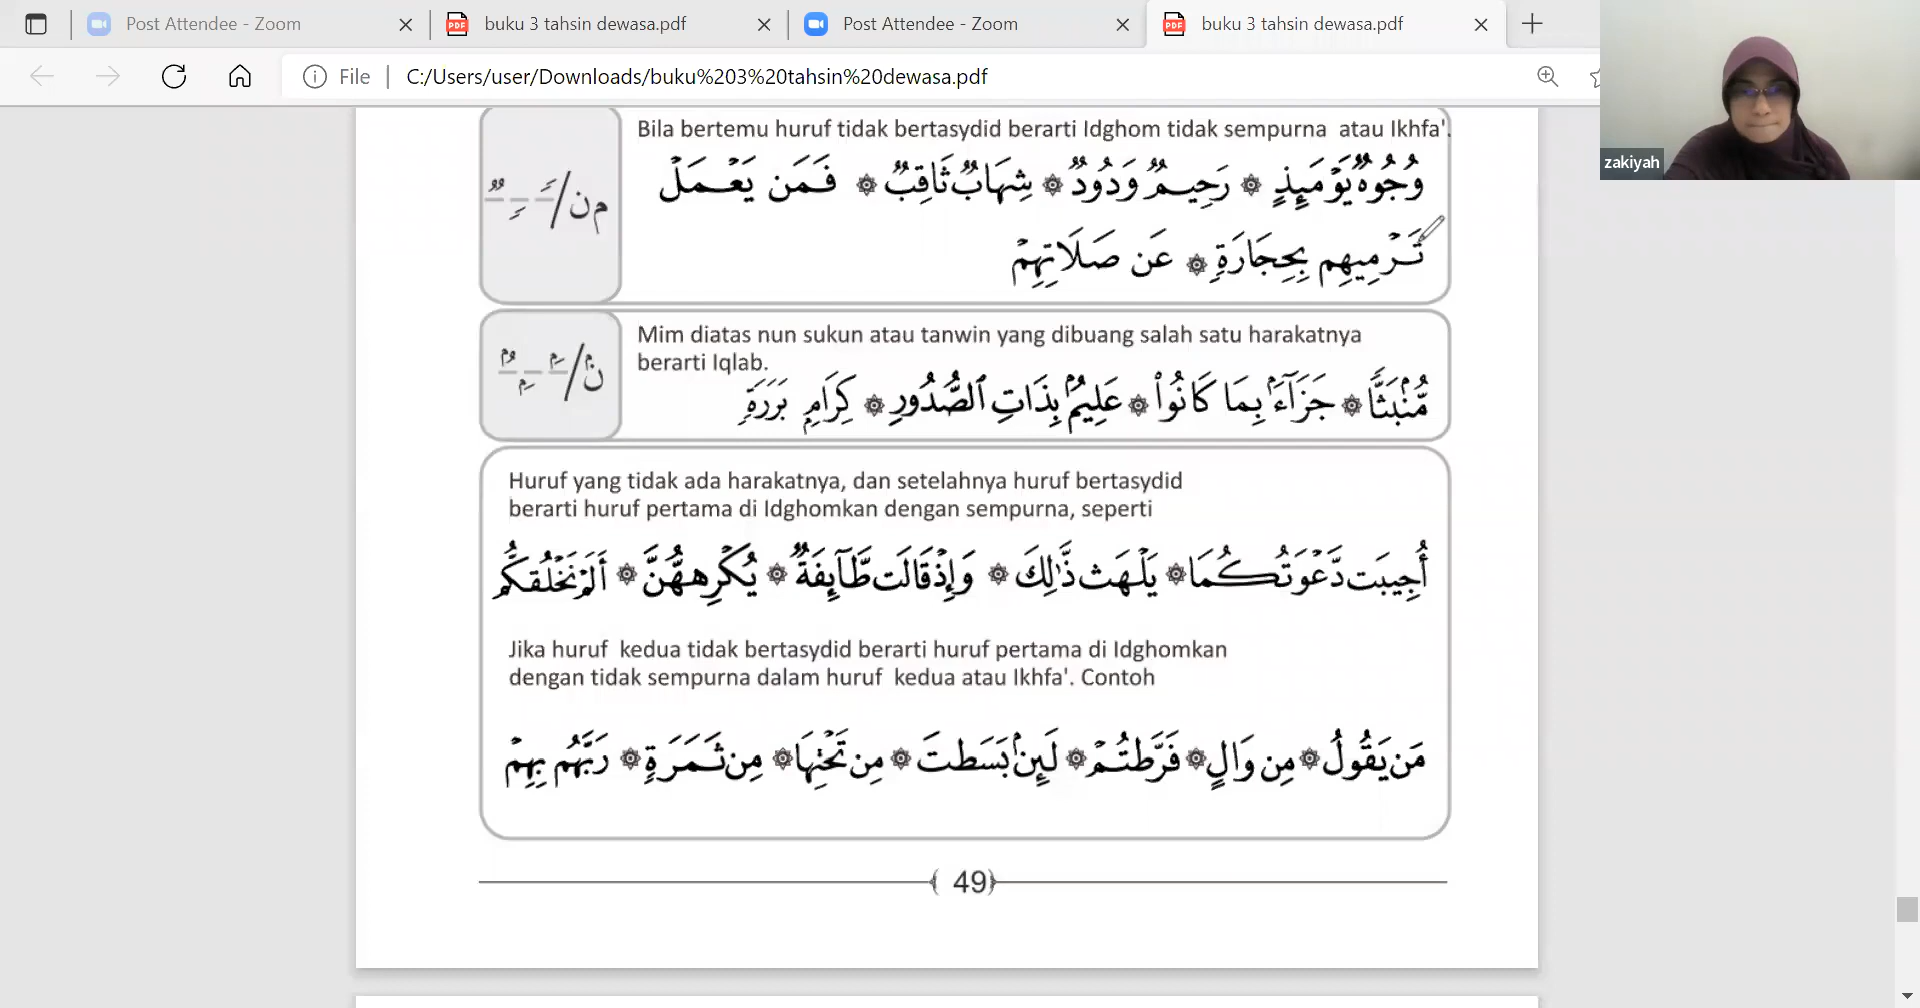 Post Attendee - Zoom
buku 3 tahsin dewasa.pdf
Post Attendee - Zoom
buku 3 tahsin dewasa.pdf
File
C:/Users/user/Downloads/buku%203%20tahsin%20dewasa.pdf
zakiyah
Bila bertemu huruf tidak bertasydid berarti Idghom tidak sempurna atau Ikhfa'.
وُجُوهٌ يَوْمَئِذٍ ۞ رَحِيمٌ وَدُودٌ ۞ شِهَابٌ ثَاقِبٌ ۞ فَمَن يَعْمَلْ
تَرْمِيهِم بِحِجَارَةٍ ۞ عَن صَلَاتِهِمْ
م ن/
Mim diatas nun sukun atau tanwin yang dibuang salah satu harakatnya
berarti Iqlab.
مُّنۢبَثًّا ۞ جَزَآءَۢ بِمَا كَانُوا۟ ۞ عَلِيمُۢ بِذَاتِ ٱلصُّدُورِ ۞ كِرَامِۭ بَرَرَةٍ
نۢ/
Huruf yang tidak ada harakatnya, dan setelahnya huruf bertasydid
berarti huruf pertama di Idghomkan dengan sempurna, seperti
أُجِيبَت دَّعْوَتُكُمَا ۞ يَلْهَث ذَّٰلِكَ ۞ وَإِذْ قَالَت طَّآئِفَةٌ ۞ يُكْرِههُّنَّ ۞ أَلَمْ نَخْلُقكُّم
Jika huruf kedua tidak bertasydid berarti huruf pertama di Idghomkan
dengan tidak sempurna dalam huruf kedua atau Ikhfa'. Contoh
مَن يَقُولُ ۞ مِن وَالٍ ۞ فَرَّطتُمْ ۞ لَئِنۢ بَسَطتَ ۞ مِن تَحْتِهَا ۞ مِن ثَمَرَةٍ ۞ رَبَّهُم بِهِمْ
49